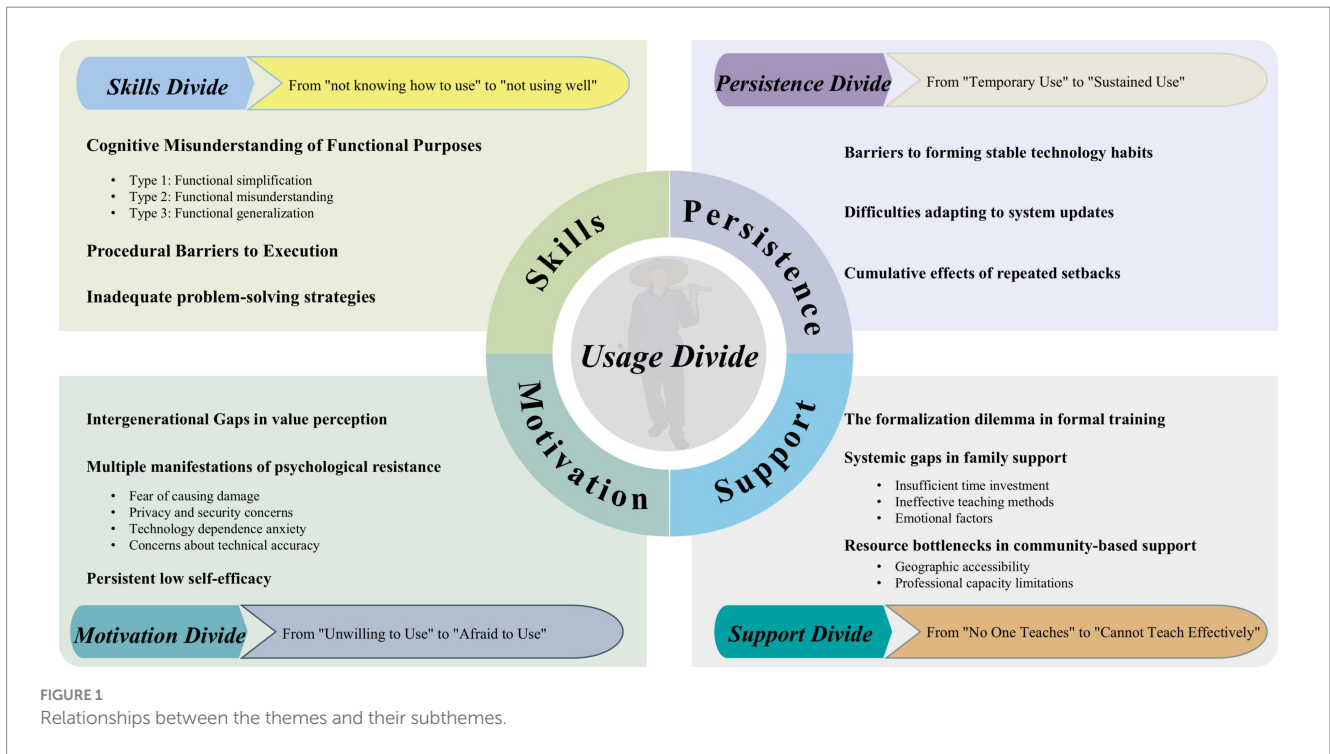 Skills Divide
From "not knowing how to use" to "not using well"
Cognitive Misunderstanding of Functional Purposes
• Type 1: Functional simplification
• Type 2: Functional misunderstanding
• Type 3: Functional generalization
Procedural Barriers to Execution
Inadequate problem-solving strategies
Persistence Divide
From "Temporary Use" to "Sustained Use"
Barriers to forming stable technology habits
Difficulties adapting to system updates
Cumulative effects of repeated setbacks
Skills
Persistence
Usage Divide
Motivation
Support
Intergenerational Gaps in value perception
Multiple manifestations of psychological resistance
• Fear of causing damage
• Privacy and security concerns
• Technology dependence anxiety
• Concerns about technical accuracy
Persistent low self-efficacy
Motivation Divide
From "Unwilling to Use" to "Afraid to Use"
The formalization dilemma in formal training
Systemic gaps in family support
• Insufficient time investment
• Ineffective teaching methods
• Emotional factors
Resource bottlenecks in community-based support
• Geographic accessibility
• Professional capacity limitations
Support Divide
From "No One Teaches" to "Cannot Teach Effectively"
FIGURE 1
Relationships between the themes and their subthemes.